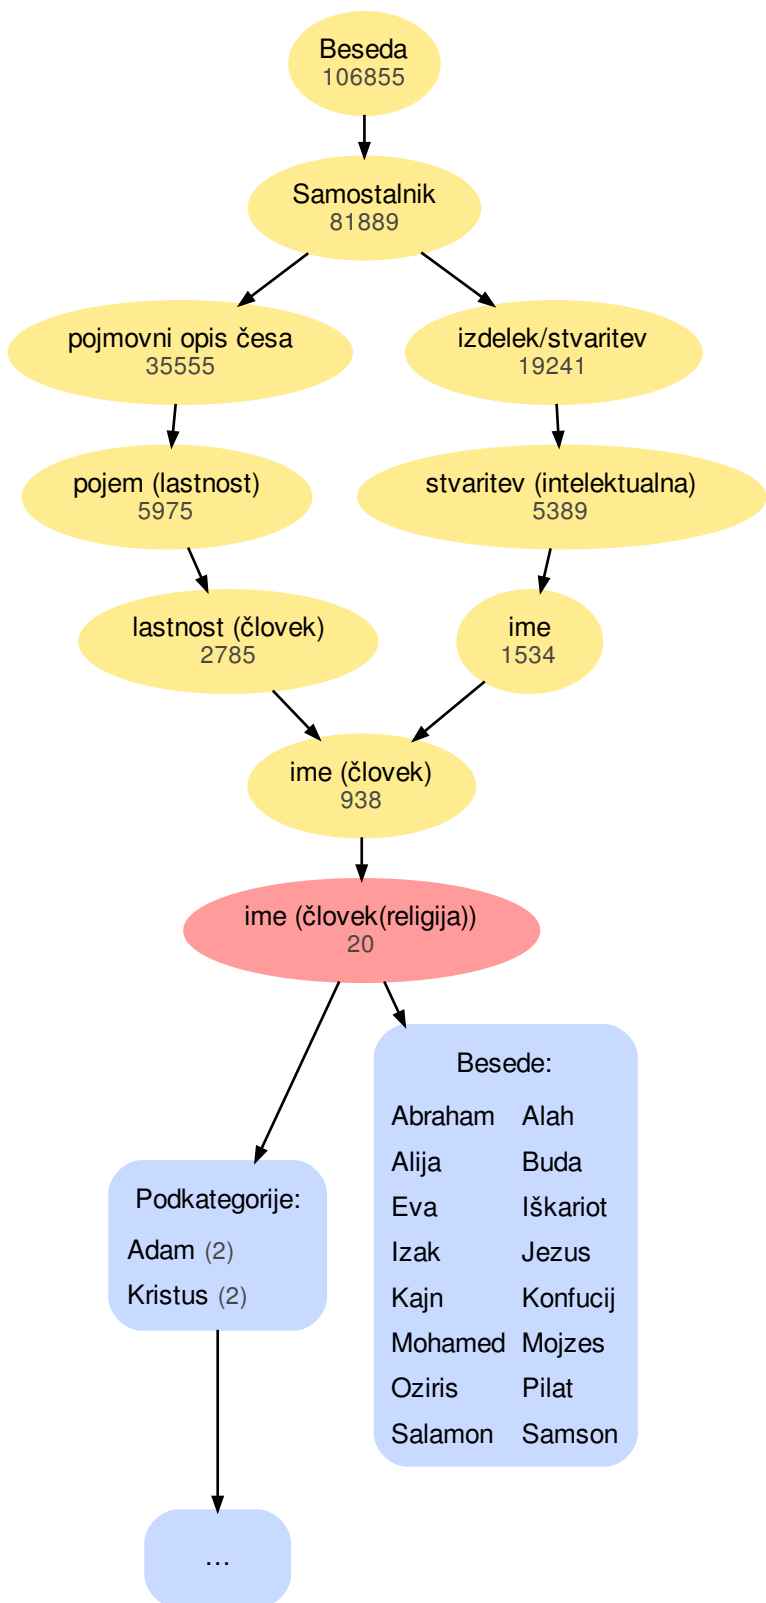 Beseda
106855
Samostalnik
81889
pojmovni opis česa
35555
izdelek/stvaritev
19241
pojem (lastnost)
5975
stvaritev (intelektualna)
5389
lastnost (človek)
2785
ime
1534
ime (človek)
938
ime (človek(religija))
20
Besede:
Abraham Alah
Alija Buda
Eva Iškariot
Izak Jezus
Kajn Konfucij
Mohamed Mojzes
Oziris Pilat
Salamon Samson
Podkategorije:
Adam (2)
Kristus (2)
...